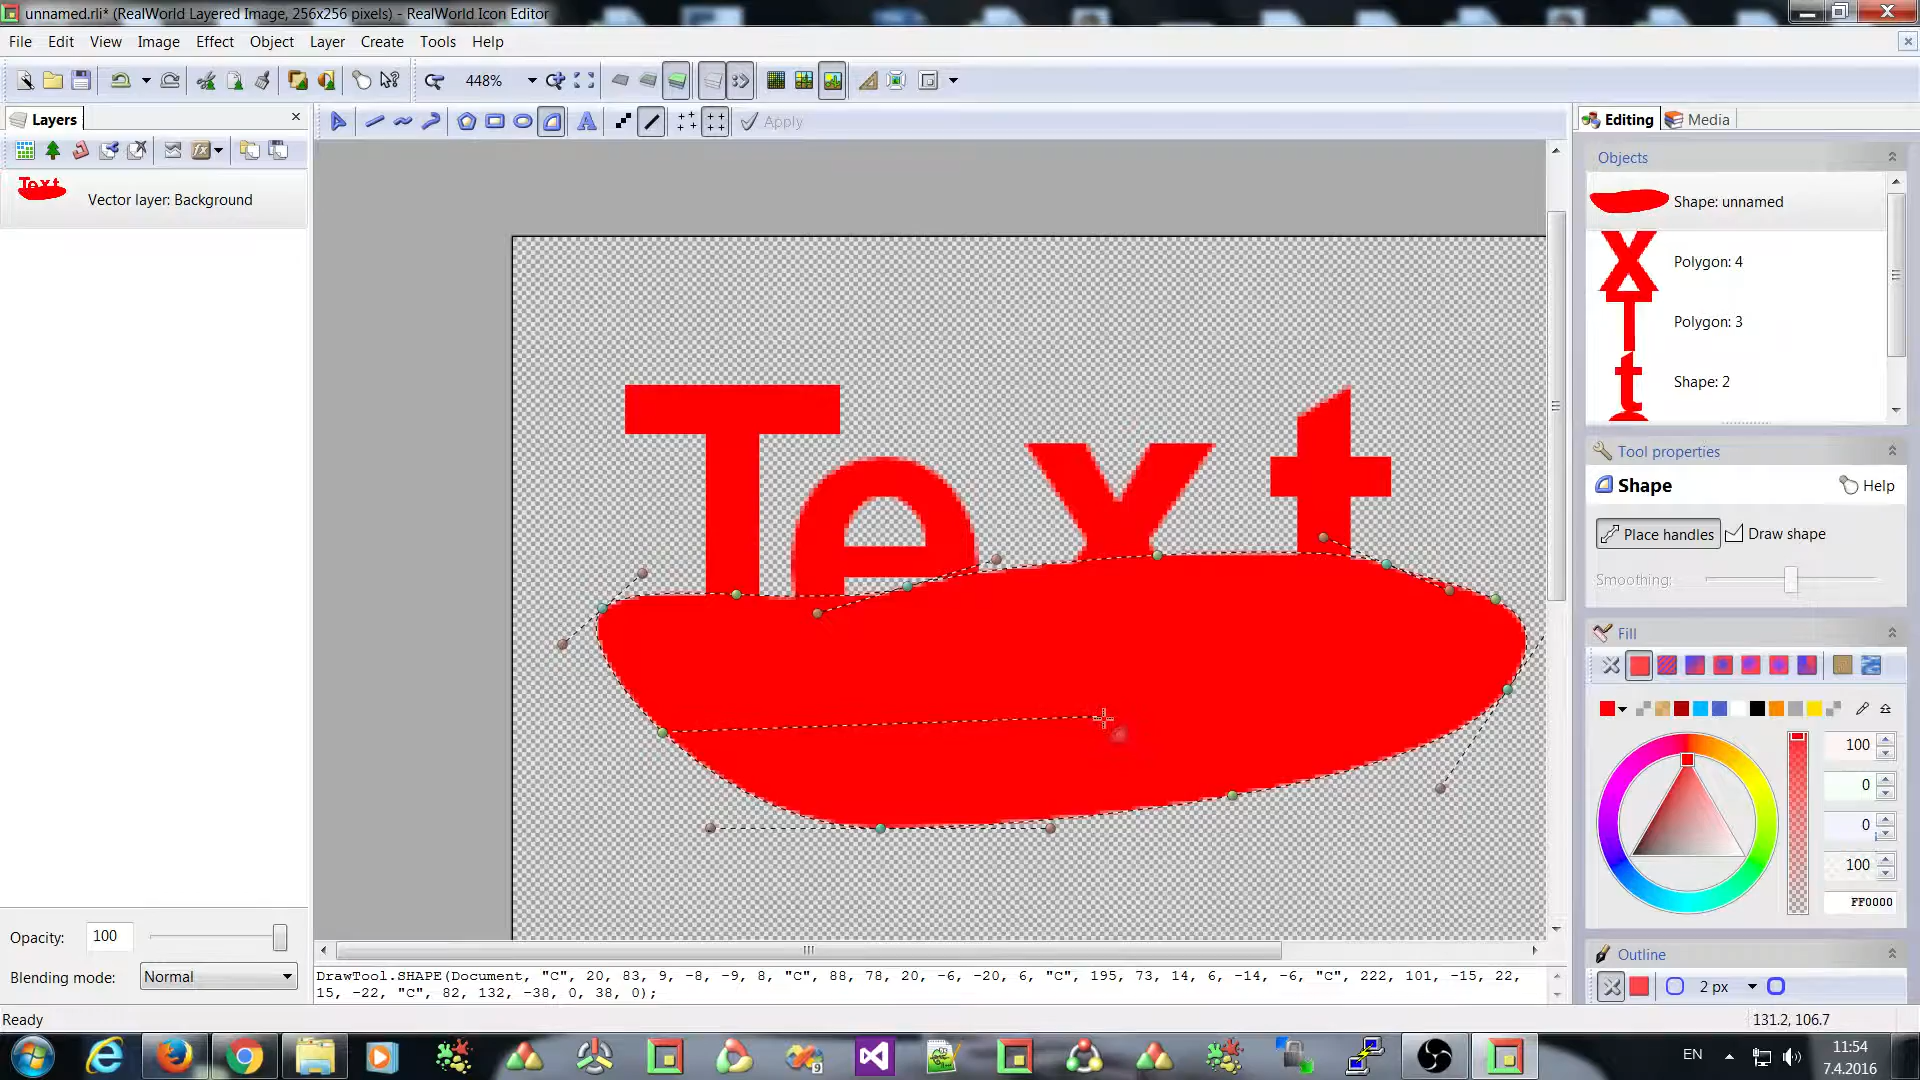 unnamed.rli* (RealWorld Layered Image, 256x256 pixels) - RealWorld Icon Editor
File Edit View Image Effect Object Layer Create Tools Help
448%
Layers
Apply
Editing Media
Vector layer: Background
Text
Objects
Shape: unnamed
Polygon: 4
Polygon: 3
Shape: 2
Tool properties
Shape Help
Place handles Draw shape
Smoothing:
Fill
100
0
0
100
FF0000
Outline
2 px
Opacity: 100
Blending mode: Normal
DrawTool.SHAPE(Document, "C", 20, 83, 9, -8, -9, 8, "C", 88, 78, 20, -6, -20, 6, "C", 195, 73, 14, 6, -14, -6, "C", 222, 101, -15, 22,
15, -22, "C", 82, 132, -38, 0, 38, 0);
Ready
131.2, 106.7
EN
11:54
7.4.2016